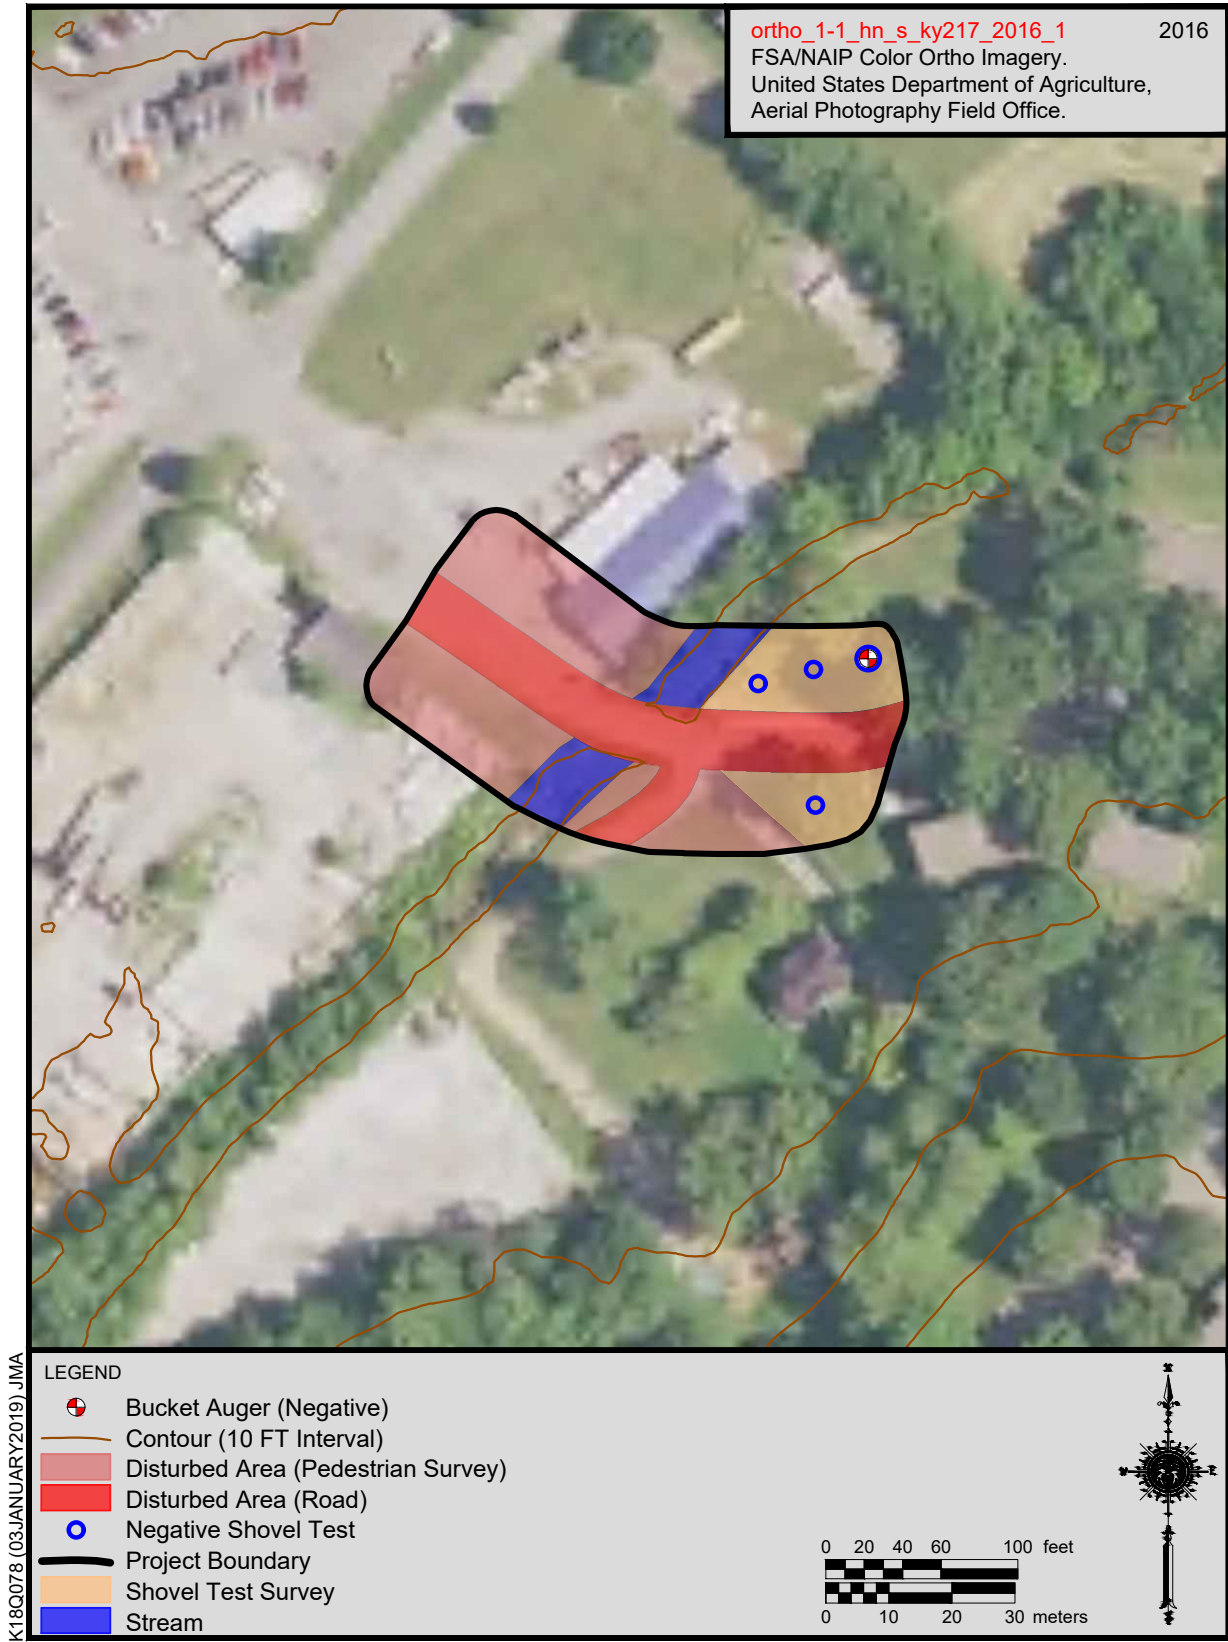 ortho_1-1_hn_s_ky217_2016_1 2016
FSA/NAIP Color Ortho Imagery.
United States Department of Agriculture,
Aerial Photography Field Office.
LEGEND
Bucket Auger (Negative)
Contour (10 FT Interval)
Disturbed Area (Pedestrian Survey)
Disturbed Area (Road)
Negative Shovel Test
Project Boundary
Shovel Test Survey
Stream
0 20 40 60 100 feet
0 10 20 30 meters
K18Q078 (03JANUARY2019) JMA